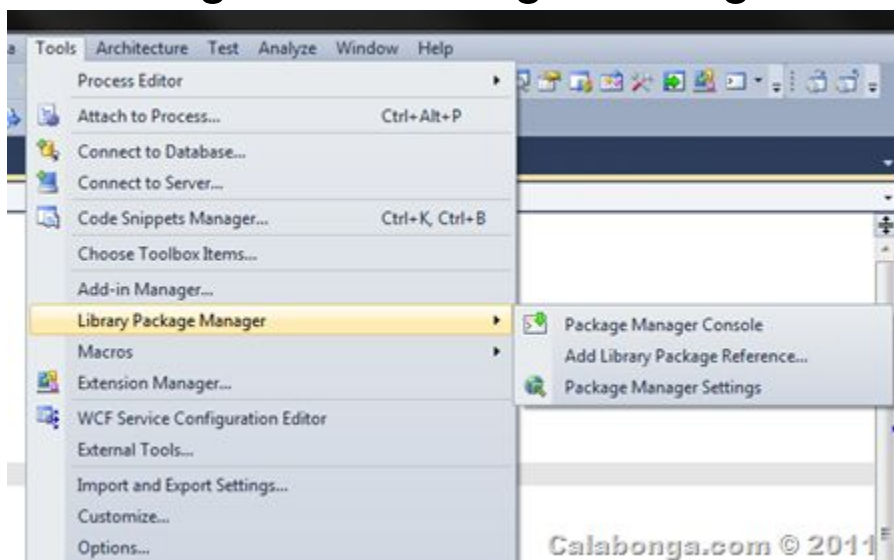 Tools Architecture Test Analyze Window Help
Process Editor
Attach to Process... Ctrl+Alt+P
Connect to Database...
Connect to Server...
Code Snippets Manager... Ctrl+K, Ctrl+B
Choose Toolbox Items...
Add-in Manager...
Library Package Manager
Package Manager Console
Add Library Package Reference...
Package Manager Settings
Macros
Extension Manager...
WCF Service Configuration Editor
External Tools...
Import and Export Settings...
Customize...
Options...
Calabonga.com © 2011